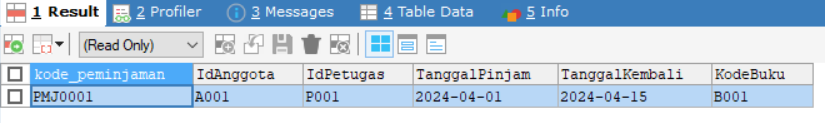 1 Result 2 Profiler 3 Messages 4 Table Data 5 Info
(Read Only)
kode_peminjaman IdAnggota IdPetugas TanggalPinjam TanggalKembali KodeBuku
PMJ0001 A001 P001 2024-04-01 2024-04-15 B001